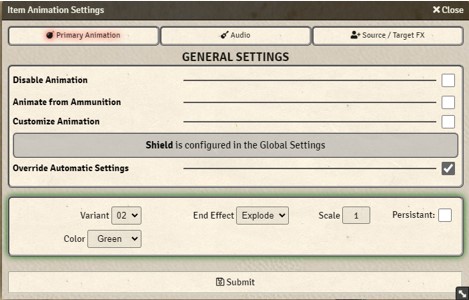 Item Animation Settings
Close
Primary Animation
Audio
Source / Target FX
GENERAL SETTINGS
Disable Animation
Animate from Ammunition
Customize Animation
Shield is configured in the Global Settings
Override Automatic Settings
Variant 02 End Effect Explode Scale 1 Persistant:
Color Green
Submit